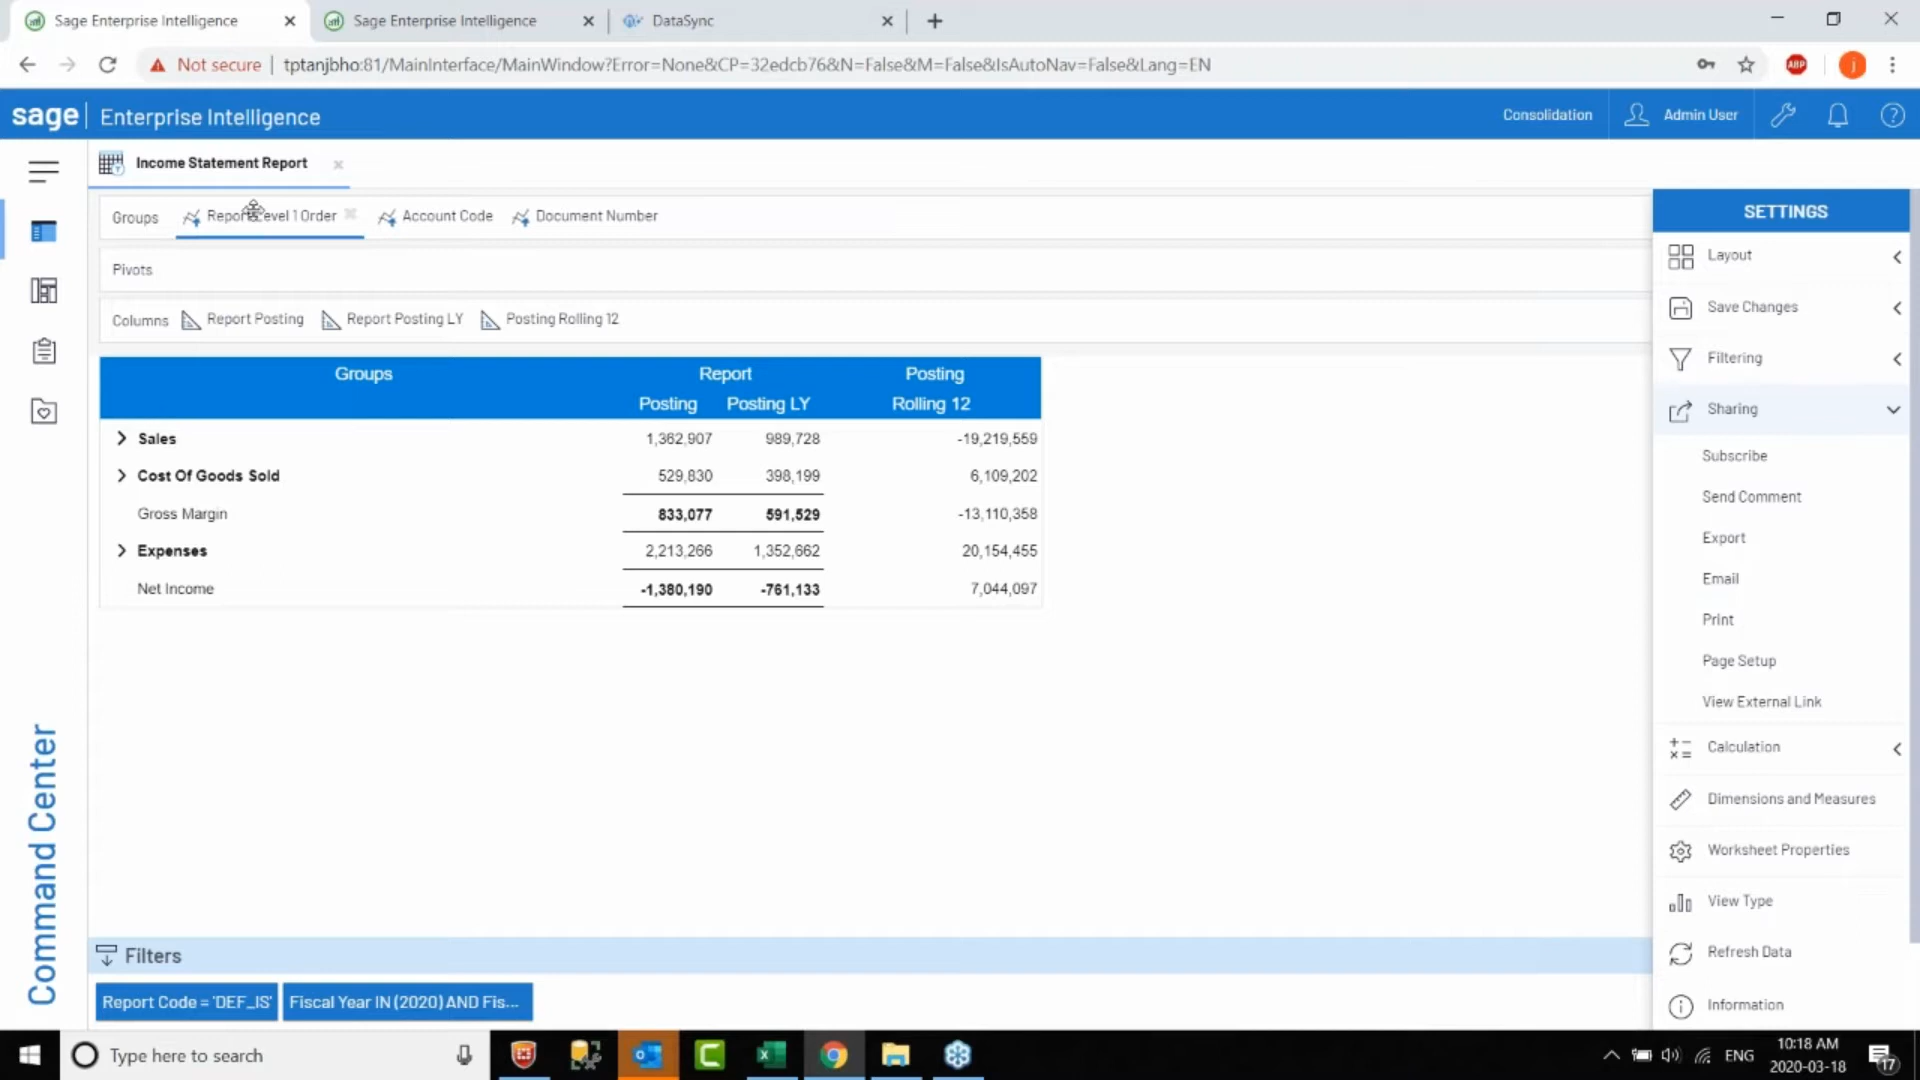 Sage Enterprise Intelligence
Sage Enterprise Intelligence
DataSync
Not secure | tptanjbho:81/MainInterface/MainWindow?Error=None&CP=32edcb76&N=False&M=False&IsAutoNav=False&Lang=EN
ABP
j
sage | Enterprise Intelligence
Consolidation
Admin User
Income Statement Report
Groups Report Level 1 Order Account Code Document Number
Pivots
Columns Report Posting Report Posting LY Posting Rolling 12
Groups Report Posting
Posting Posting LY Rolling 12
Sales 1,362,907 989,728 -19,219,559
Cost Of Goods Sold 529,830 398,199 6,109,202
Gross Margin 833,077 591,529 -13,110,358
Expenses 2,213,266 1,352,662 20,154,455
Net Income -1,380,190 -761,133 7,044,097
Command Center
SETTINGS
Layout
Save Changes
Filtering
Sharing
Subscribe
Send Comment
Export
Email
Print
Page Setup
View External Link
Calculation
Dimensions and Measures
Worksheet Properties
View Type
Refresh Data
Information
Filters
Report Code = 'DEF_IS'
Fiscal Year IN (2020) AND Fis...
Type here to search
ENG
10:18 AM
2020-03-18
17